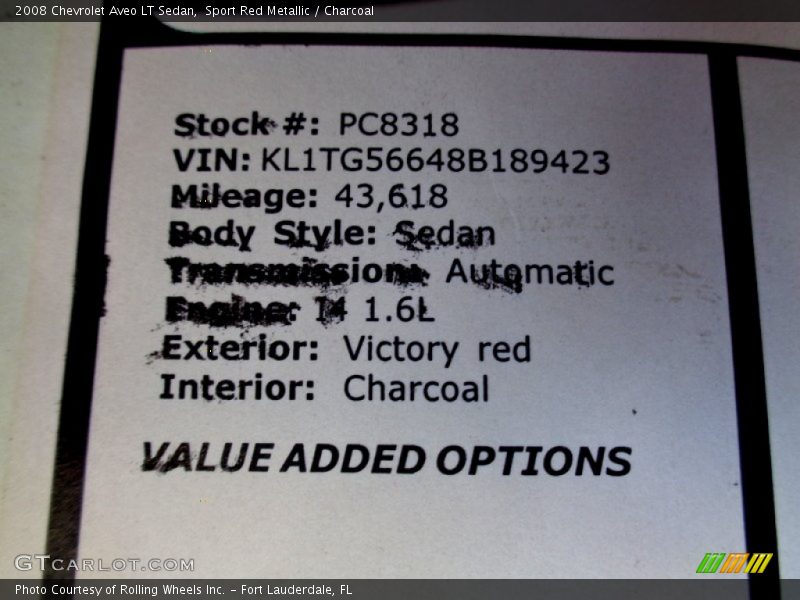 2008 Chevrolet Aveo LT Sedan,  Sport Red Metallic / Charcoal
Stock #: PC8318
VIN: KL1TG56648B189423
Mileage: 43,618
Body Style: Sedan
Transmission: Automatic
Engine: I4 1.6L
Exterior: Victory red
Interior: Charcoal
VALUE ADDED OPTIONS
GTCARLOT.COM
Photo Courtesy of Rolling Wheels Inc. – Fort Lauderdale, FL